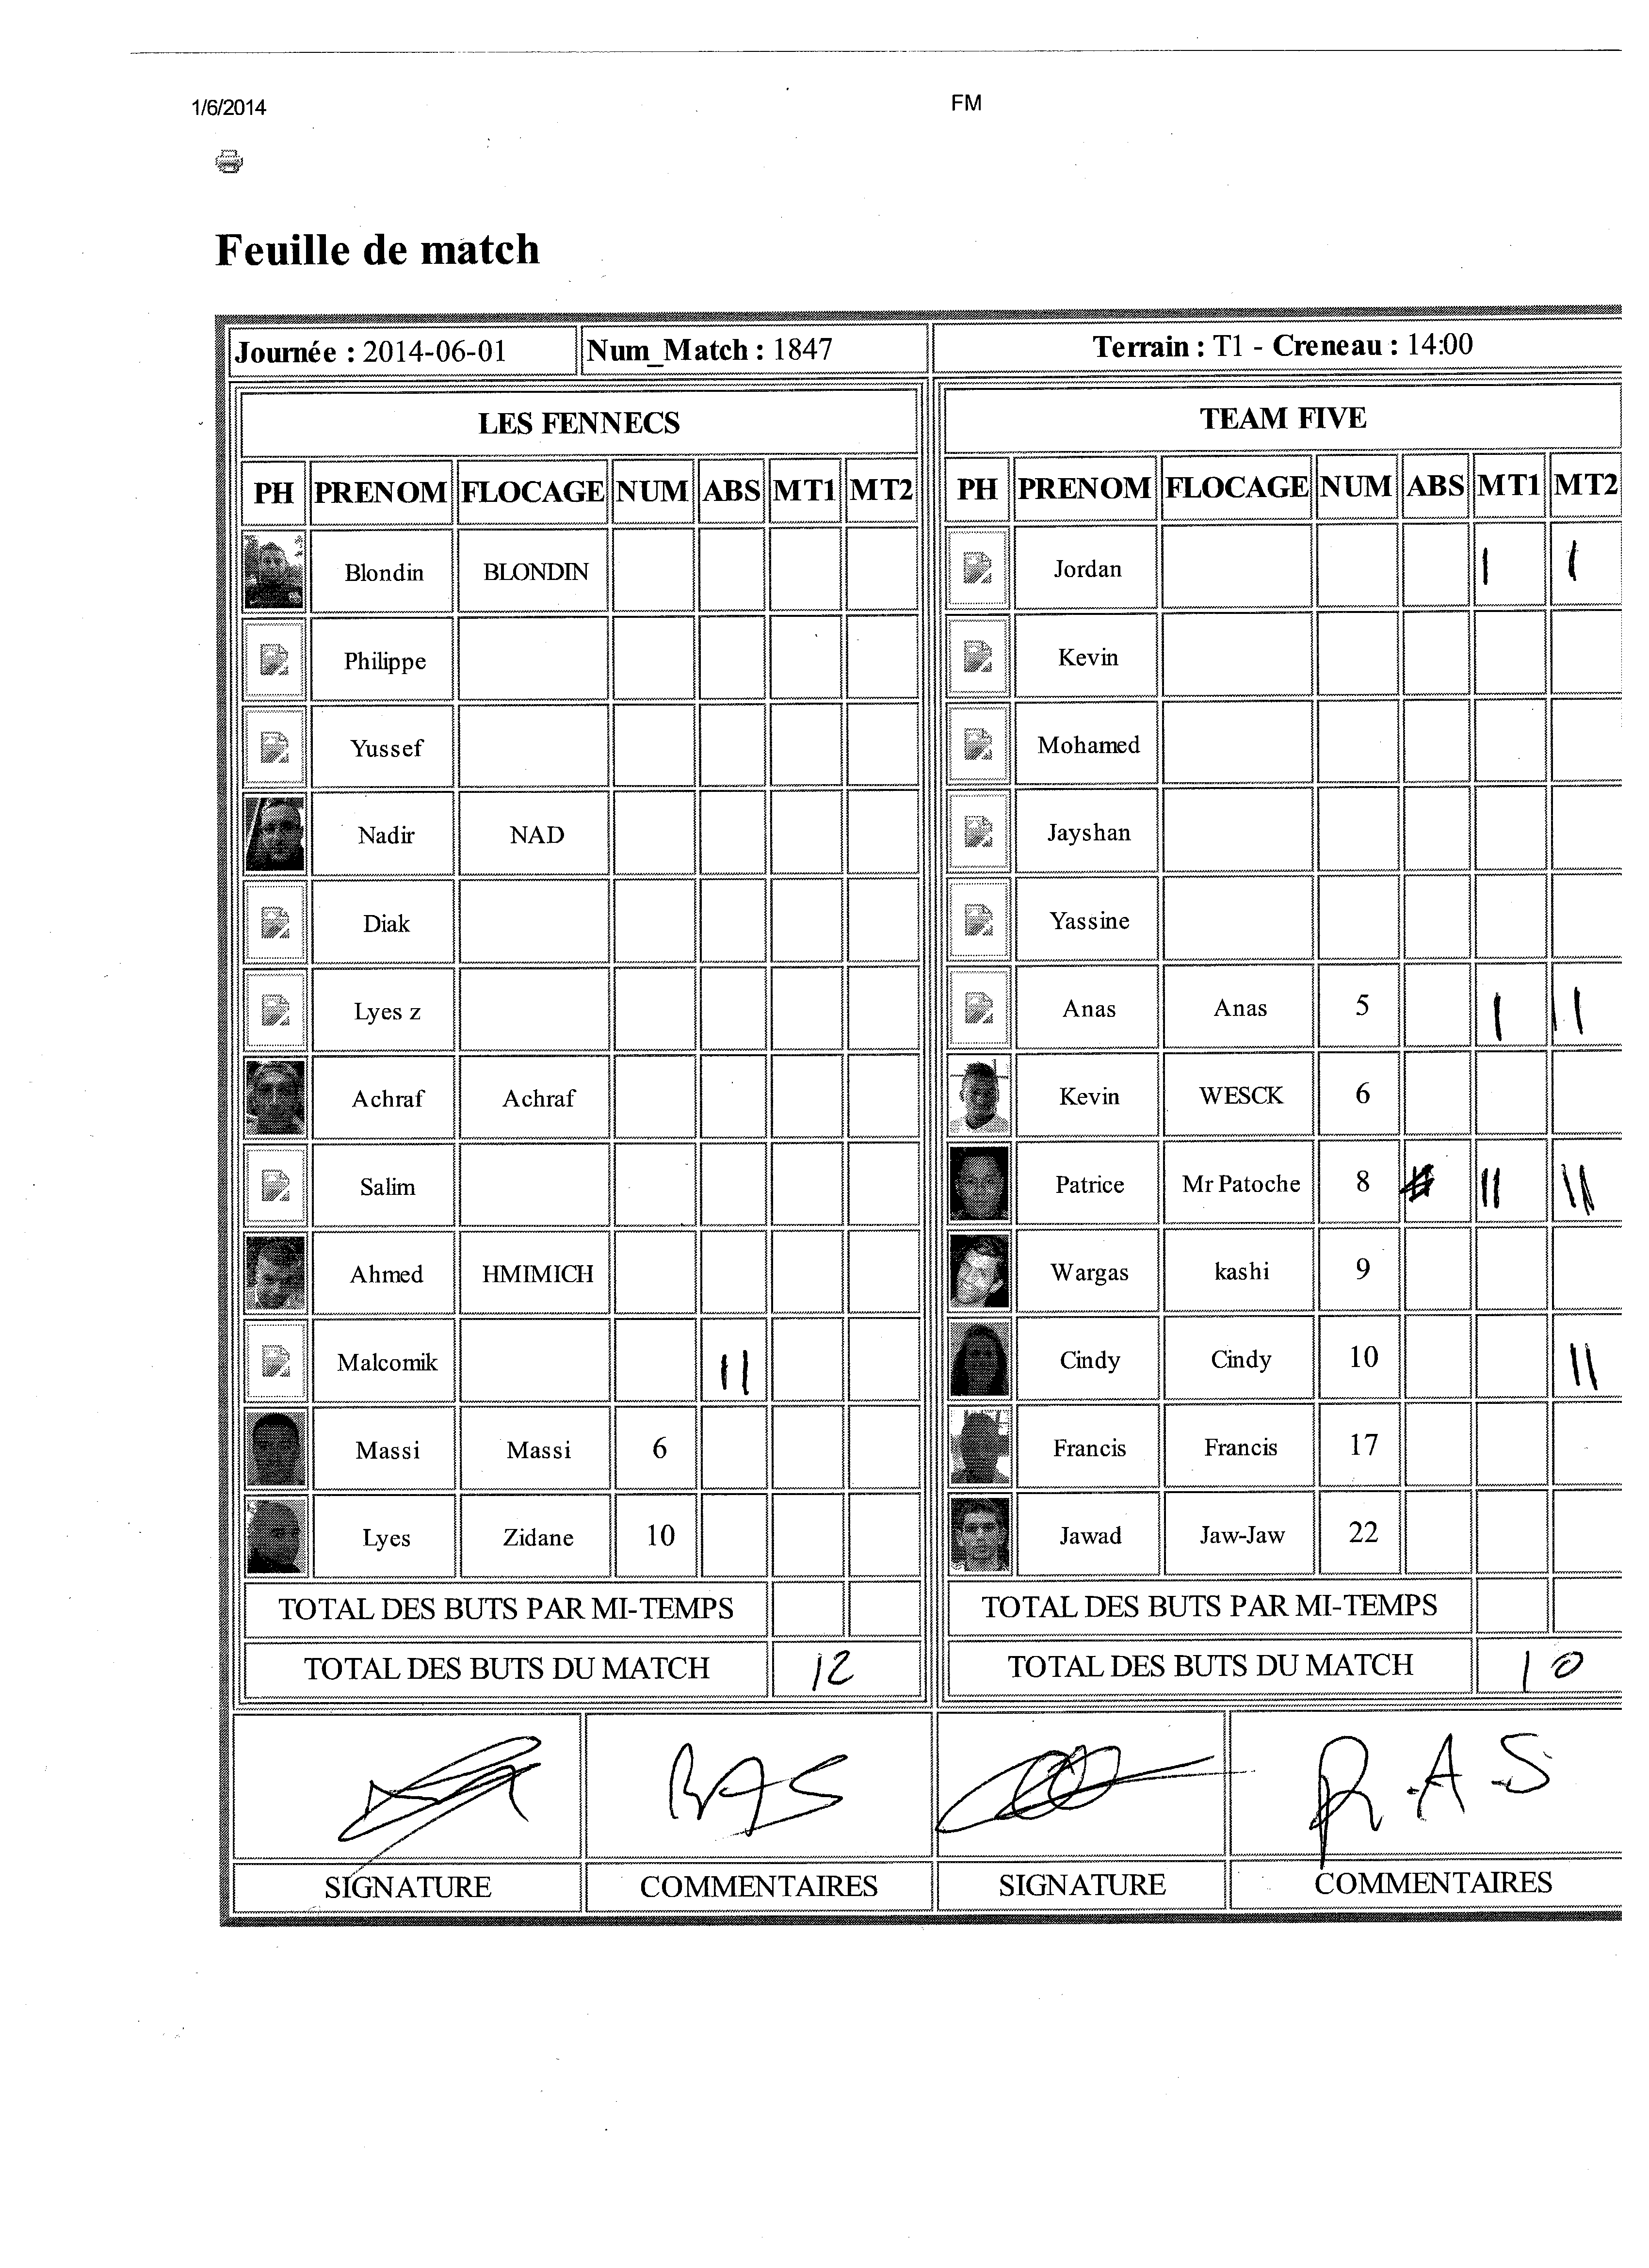 1/6/2014 FM
Feuille de match
Journée : 2014-06-01 Num_Match : 1847 Terrain : T1 - Creneau : 14:00
LES FENNECS TEAM FIVE
PH PRENOM FLOCAGE NUM ABS MT1 MT2 PH PRENOM FLOCAGE NUM ABS MT1 MT2
Blondin BLONDIN Jordan | |
Philippe Kevin
Yussef Mohamed
Nadir NAD Jayshan
Diak Yassine
Lyes z Anas Anas 5 | ||
Achraf Achraf Kevin WESCK 6
Salim Patrice Mr Patoche 8 || ||
Ahmed HMIMICH Wargas kashi 9
Malcomik || Cindy Cindy 10 ||
Massi Massi 6 Francis Francis 17
Lyes Zidane 10 Jawad Jaw-Jaw 22
TOTAL DES BUTS PAR MI-TEMPS TOTAL DES BUTS PAR MI-TEMPS
TOTAL DES BUTS DU MATCH 12 TOTAL DES BUTS DU MATCH 10
RAS R.A.S
SIGNATURE COMMENTAIRES SIGNATURE COMMENTAIRES